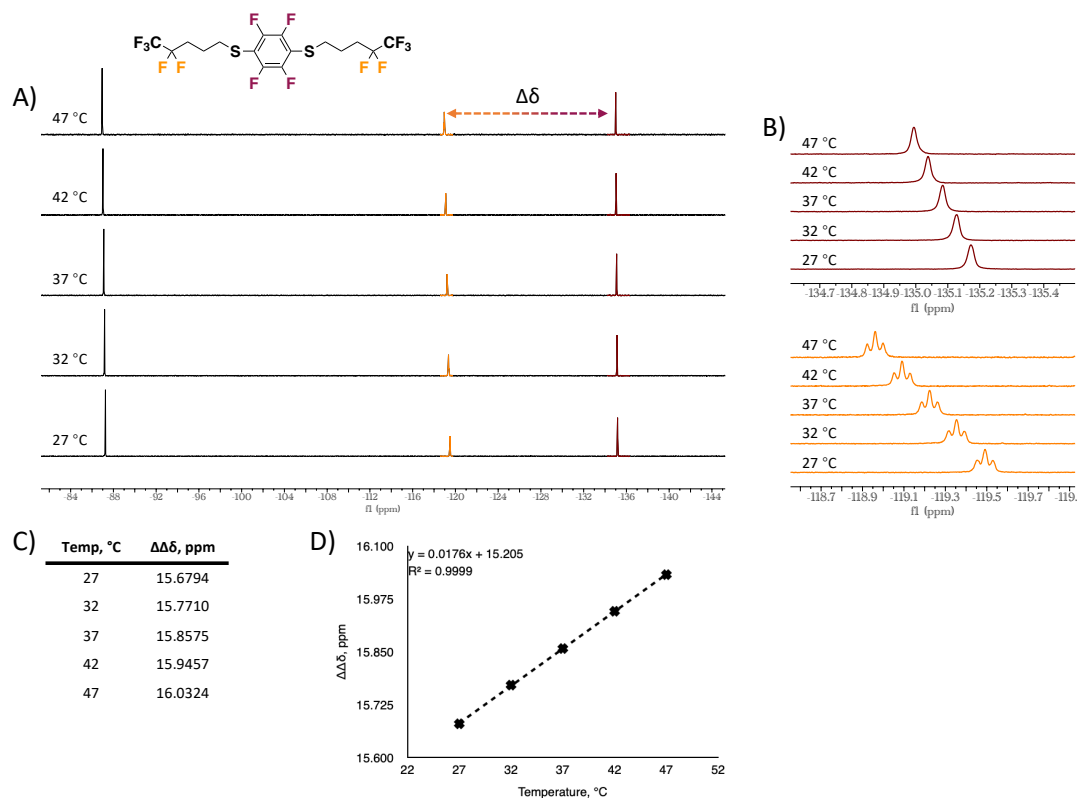 F F
F₃C S S CF₃
F F F F F F
A)
Δδ
47 °C
42 °C
37 °C
32 °C
27 °C
-84 -88 -92 -96 -100 -104 -108 -112 -116 -120 -124 -128 -132 -136 -140 -144
f1 (ppm)
B)
47 °C
42 °C
37 °C
32 °C
27 °C
-134.7 -134.8 -134.9 -135.0 -135.1 -135.2 -135.3 -135.4
f1 (ppm)
47 °C
42 °C
37 °C
32 °C
27 °C
-118.7 -118.9 -119.1 -119.3 -119.5 -119.7 -119.9
f1 (ppm)
C)
Temp, °C ΔΔδ, ppm
27 15.6794
32 15.7710
37 15.8575
42 15.9457
47 16.0324
D)
y = 0.0176x + 15.205
R² = 0.9999
16.100
15.975
15.850
15.725
15.600
ΔΔδ, ppm
22 27 32 37 42 47 52
Temperature, °C